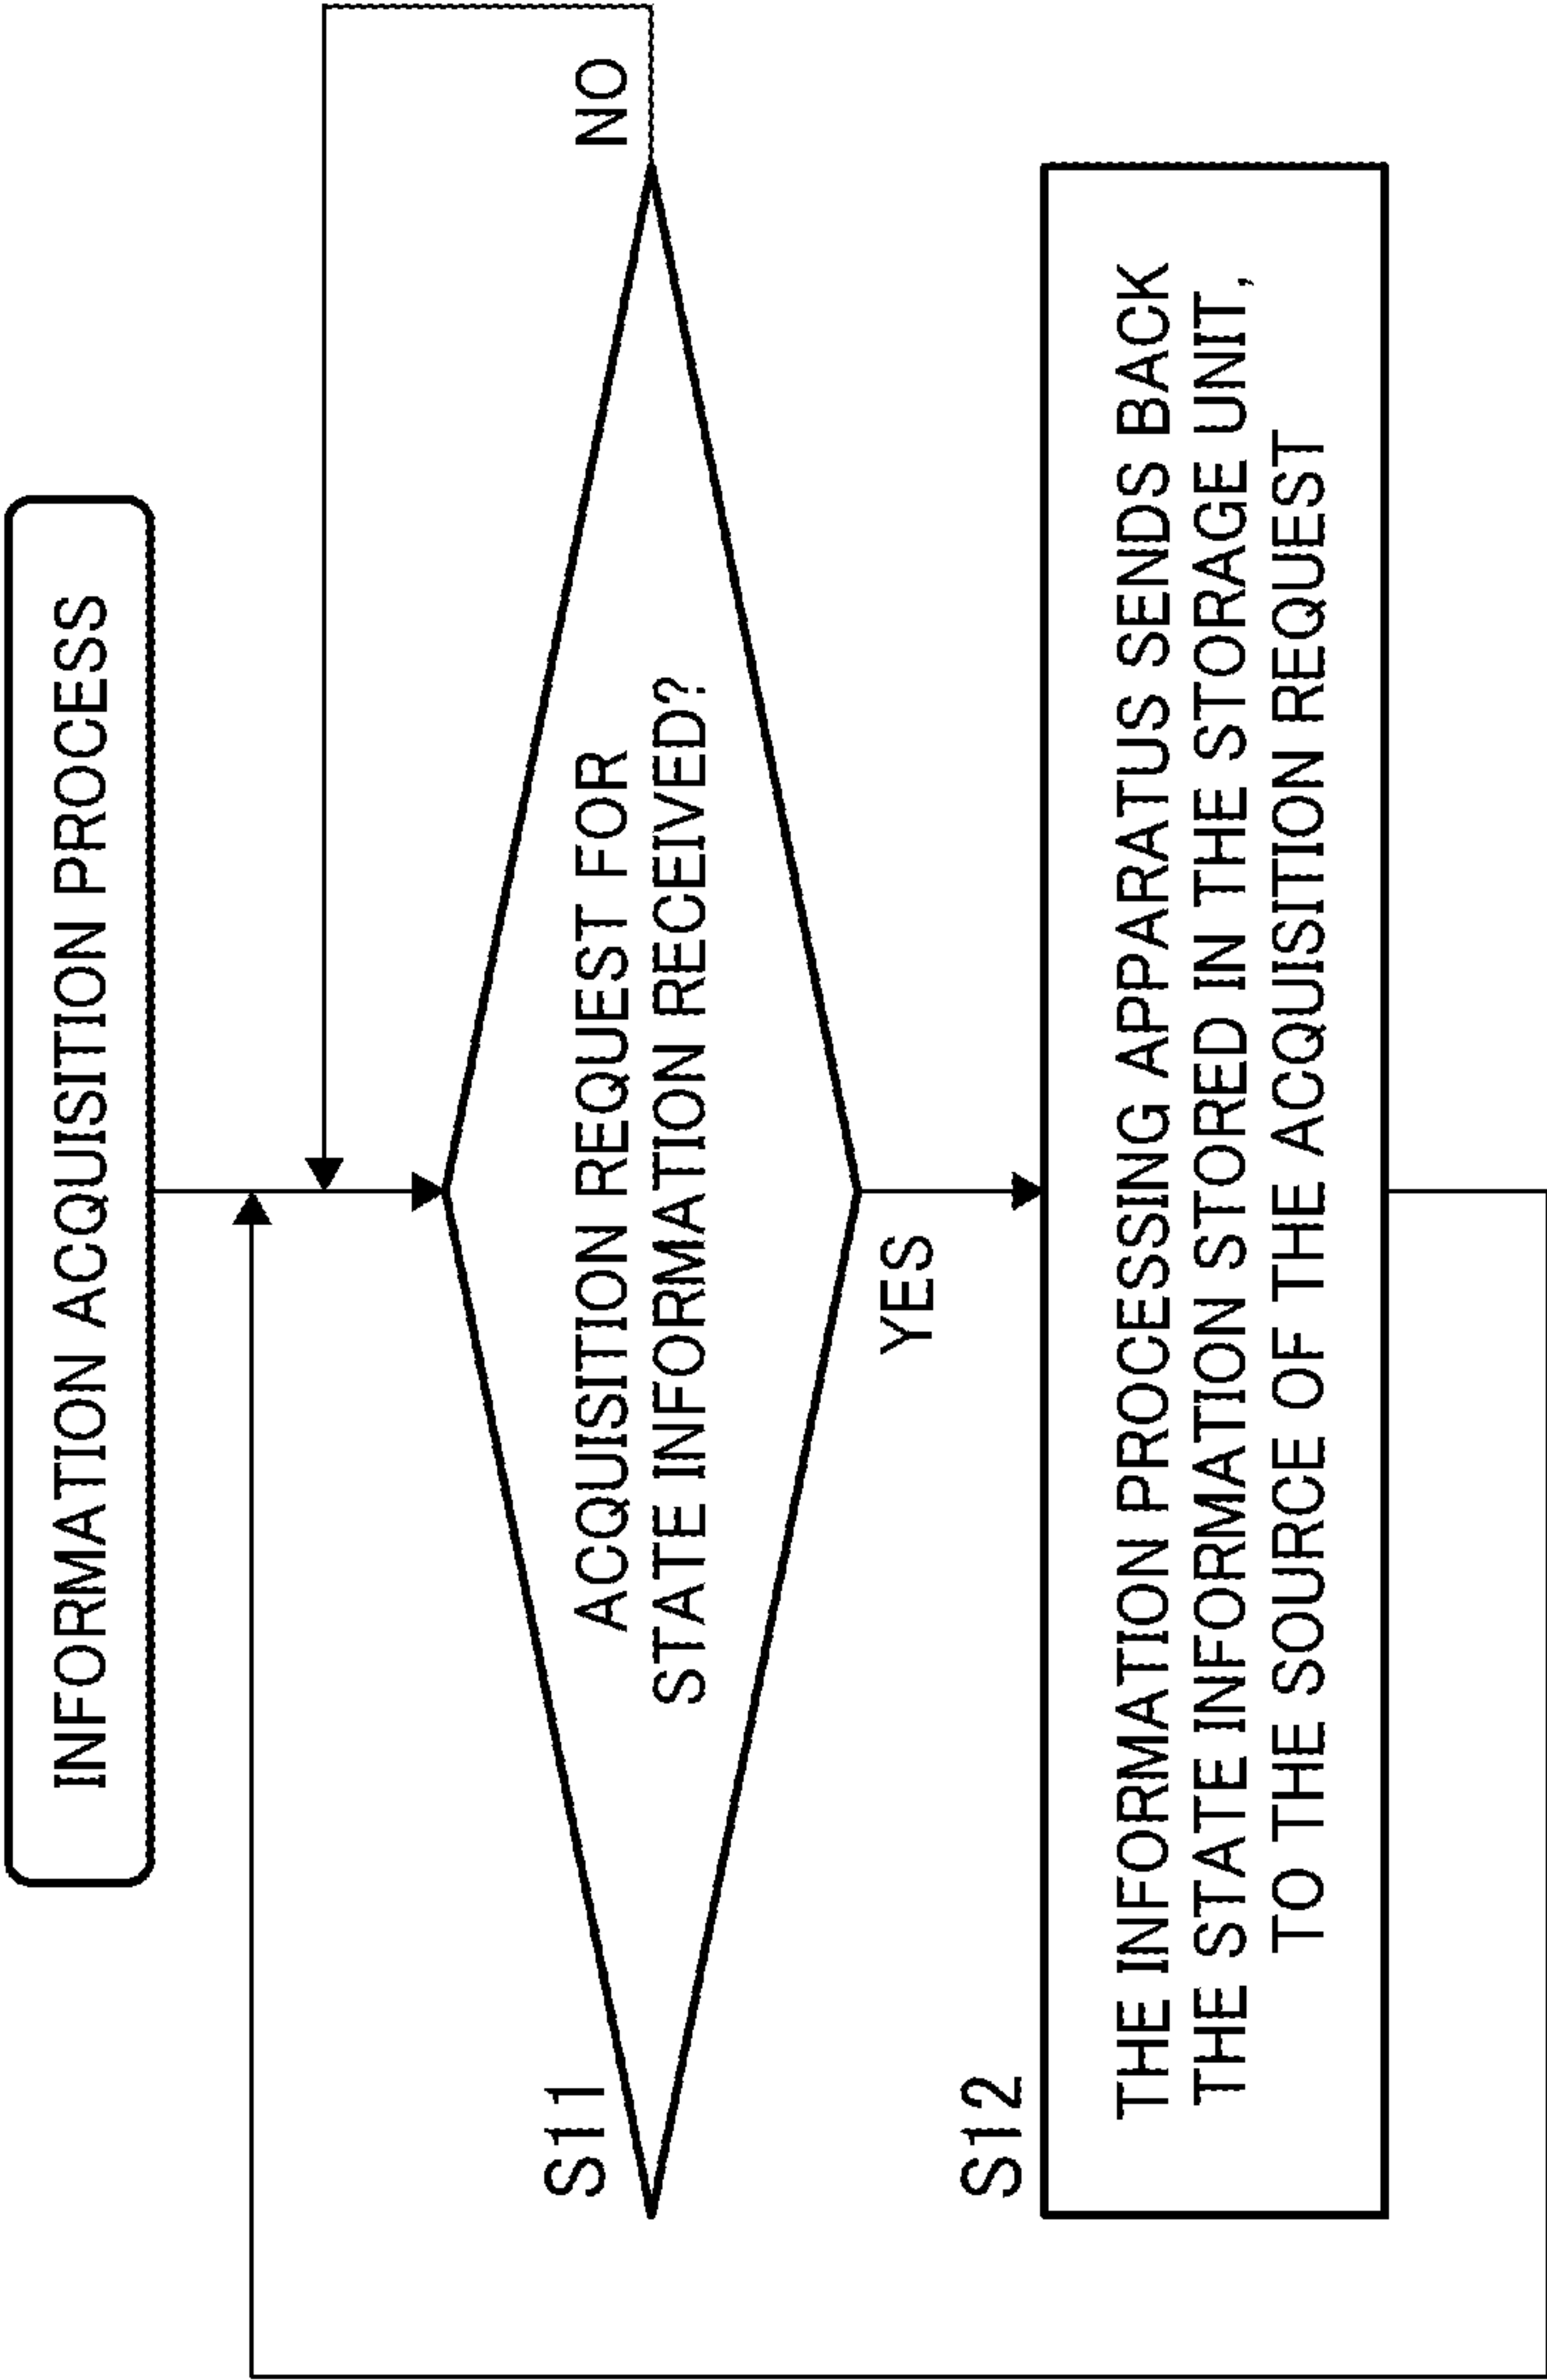 INFORMATION ACQUISITION PROCESS
S11
ACQUISITION REQUEST FOR
STATE INFORMATION RECEIVED?
NO
YES
S12
THE INFORMATION PROCESSING APPARATUS SENDS BACK
THE STATE INFORMATION STORED IN THE STORAGE UNIT,
TO THE SOURCE OF THE ACQUISITION REQUEST